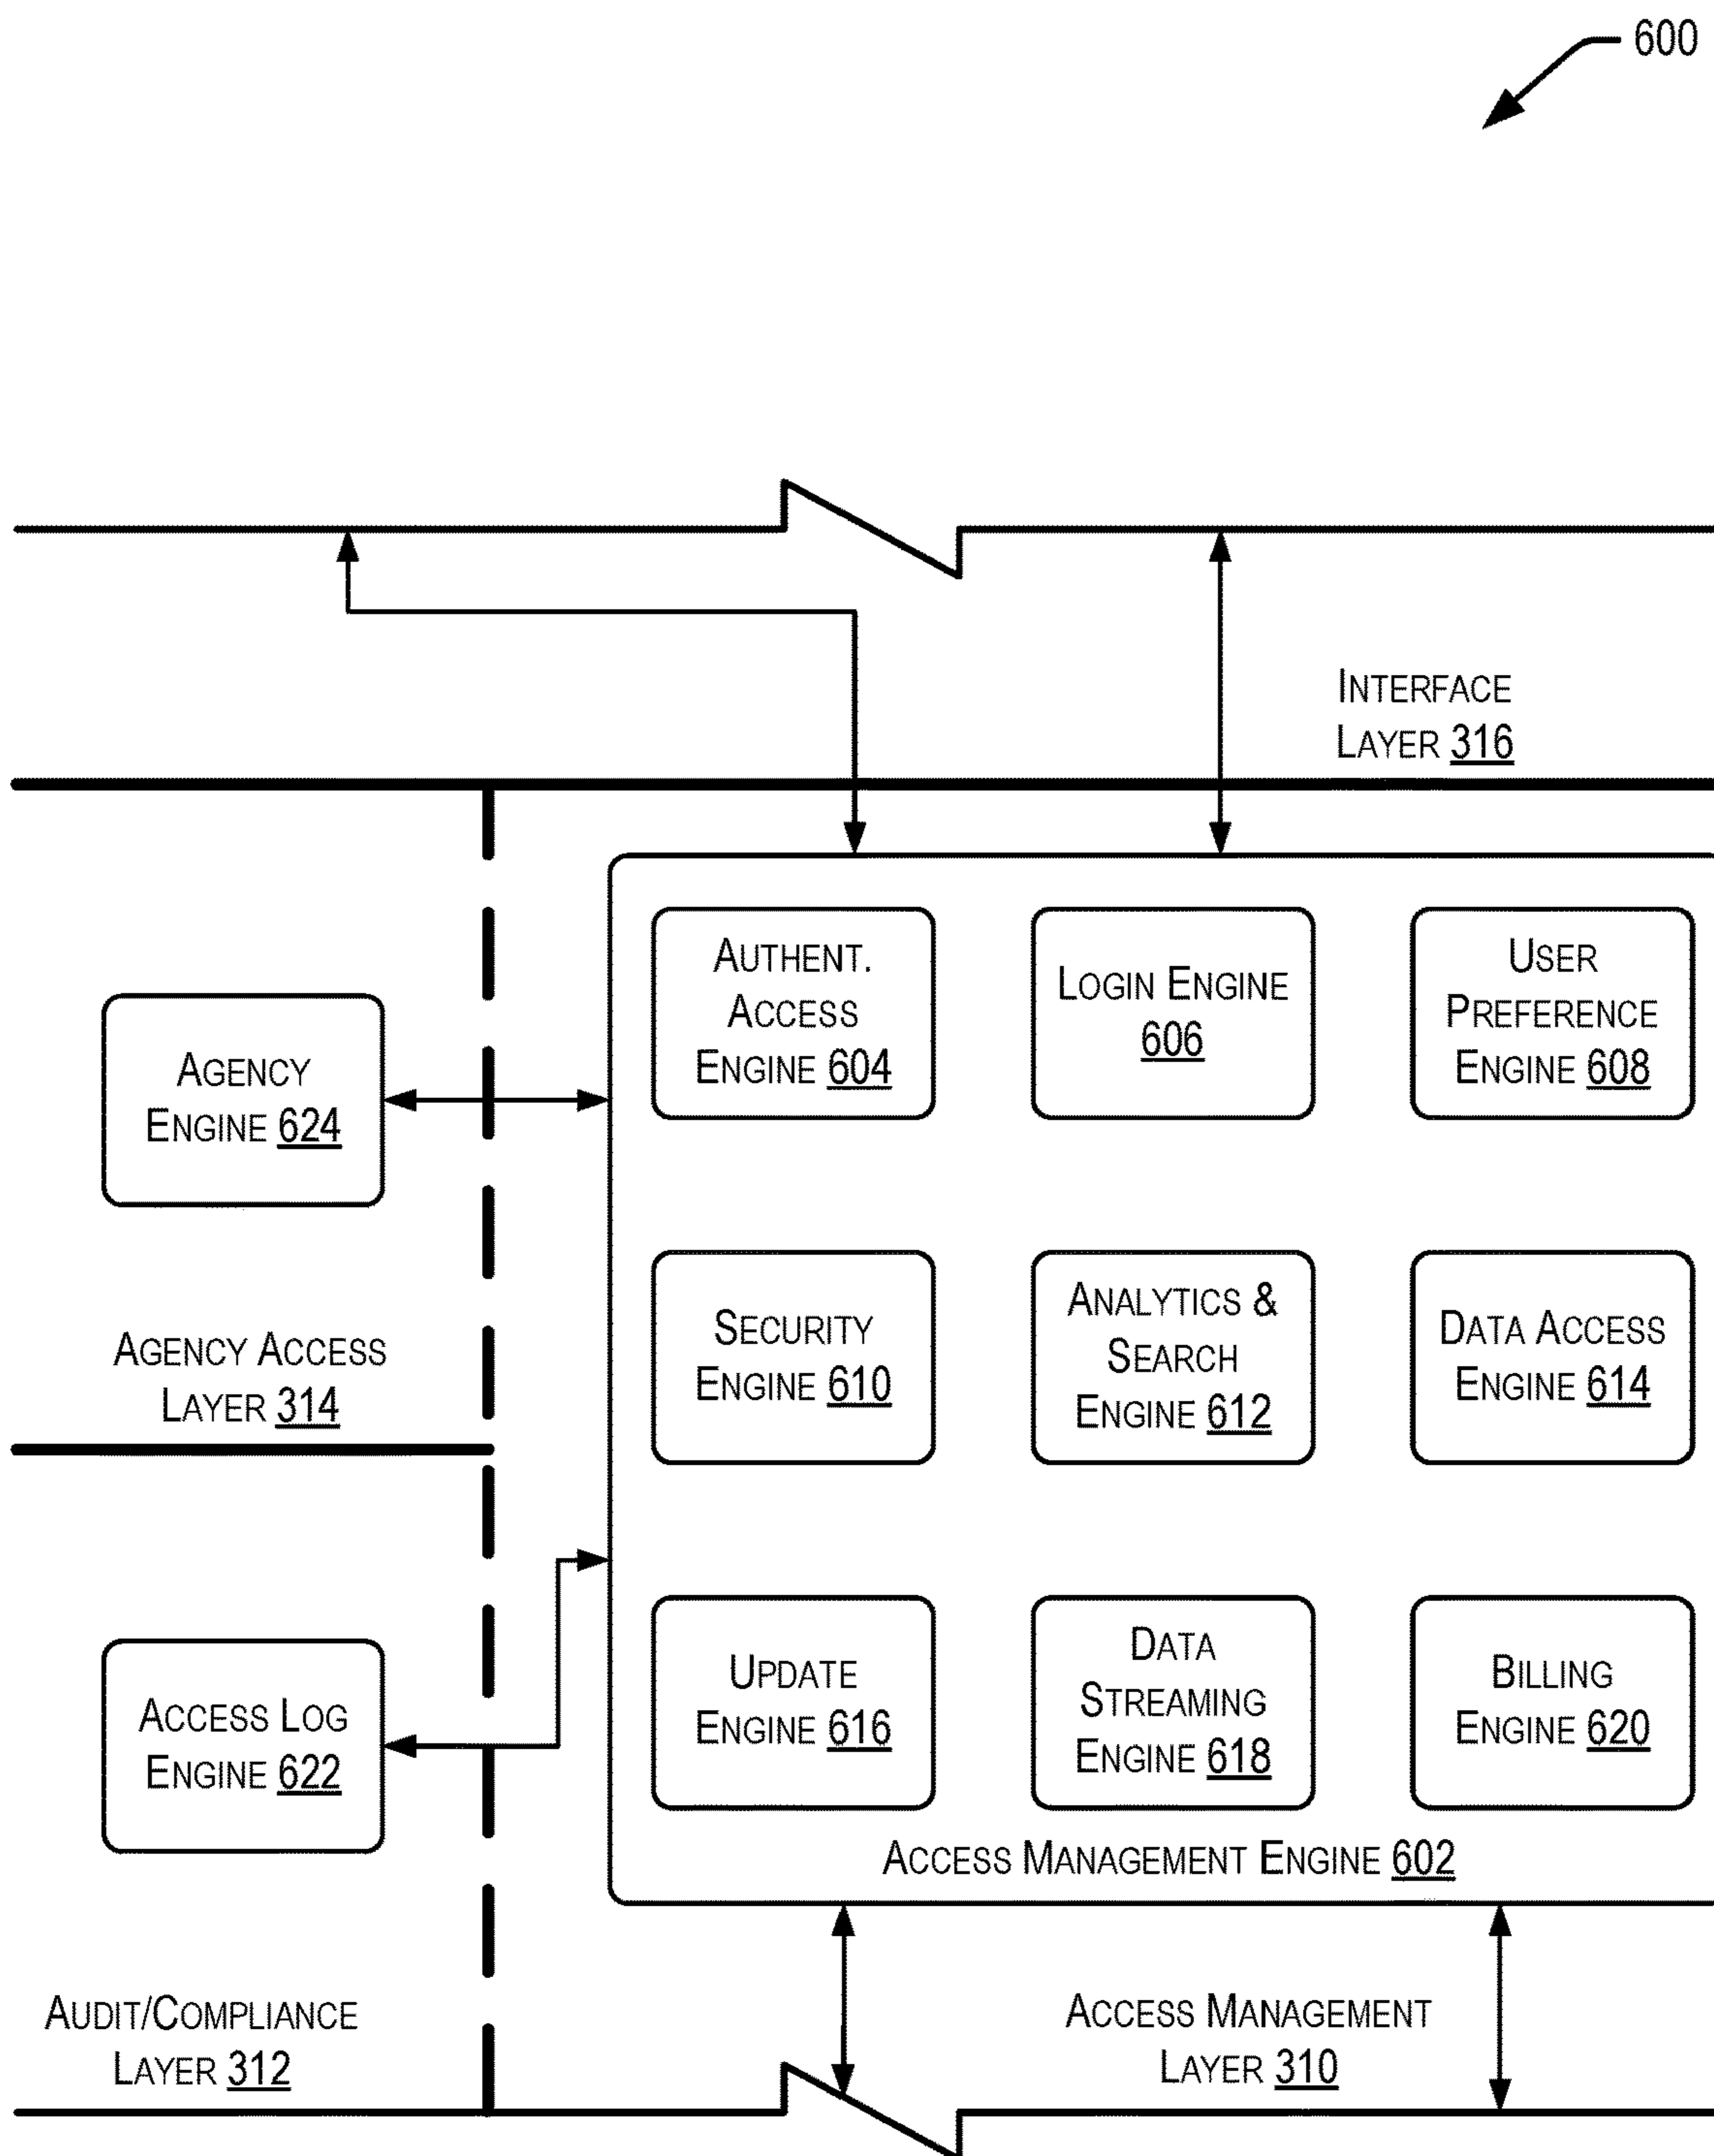 600
INTERFACE
LAYER 316
AUTHENT.
ACCESS
ENGINE 604
LOGIN ENGINE
606
USER
PREFERENCE
ENGINE 608
AGENCY
ENGINE 624
SECURITY
ENGINE 610
ANALYTICS &
SEARCH
ENGINE 612
DATA ACCESS
ENGINE 614
AGENCY ACCESS
LAYER 314
UPDATE
ENGINE 616
DATA
STREAMING
ENGINE 618
BILLING
ENGINE 620
ACCESS LOG
ENGINE 622
ACCESS MANAGEMENT ENGINE 602
AUDIT/COMPLIANCE
LAYER 312
ACCESS MANAGEMENT
LAYER 310